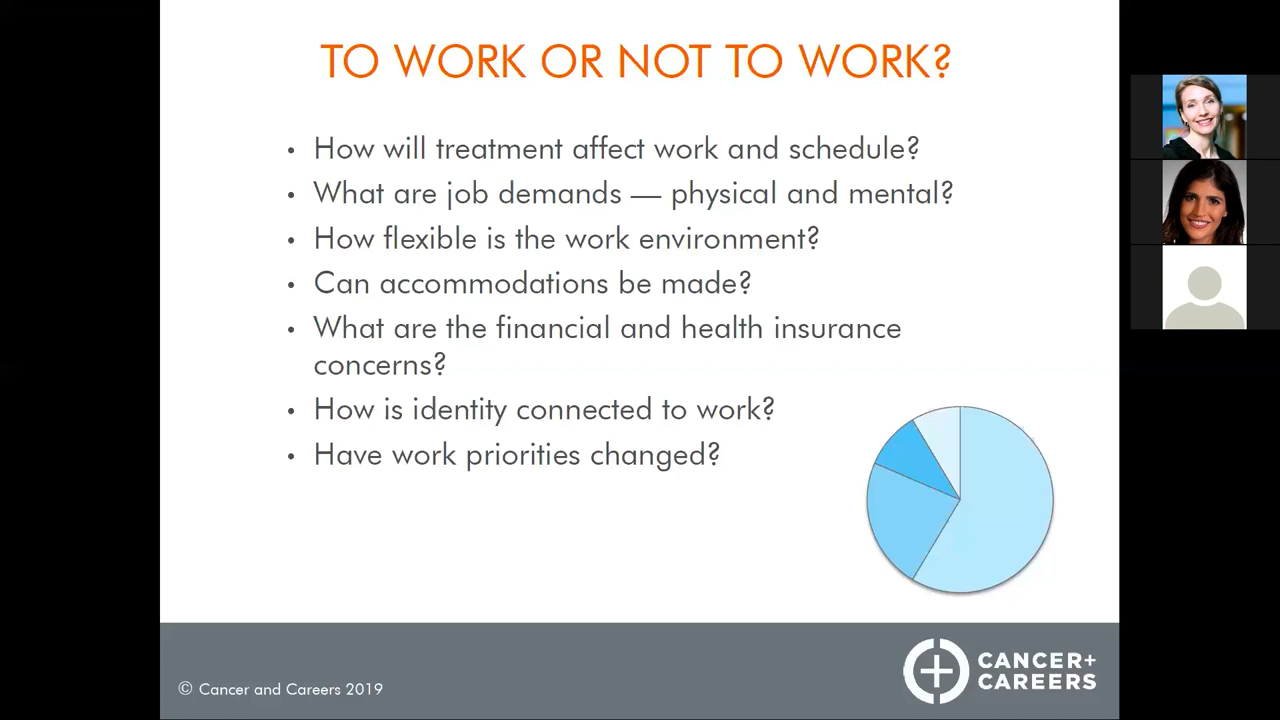 TO WORK OR NOT TO WORK?
• How will treatment affect work and schedule?
• What are job demands — physical and mental?
• How flexible is the work environment?
• Can accommodations be made?
• What are the financial and health insurance
concerns?
• How is identity connected to work?
• Have work priorities changed?
© Cancer and Careers 2019
CANCER+
CAREERS